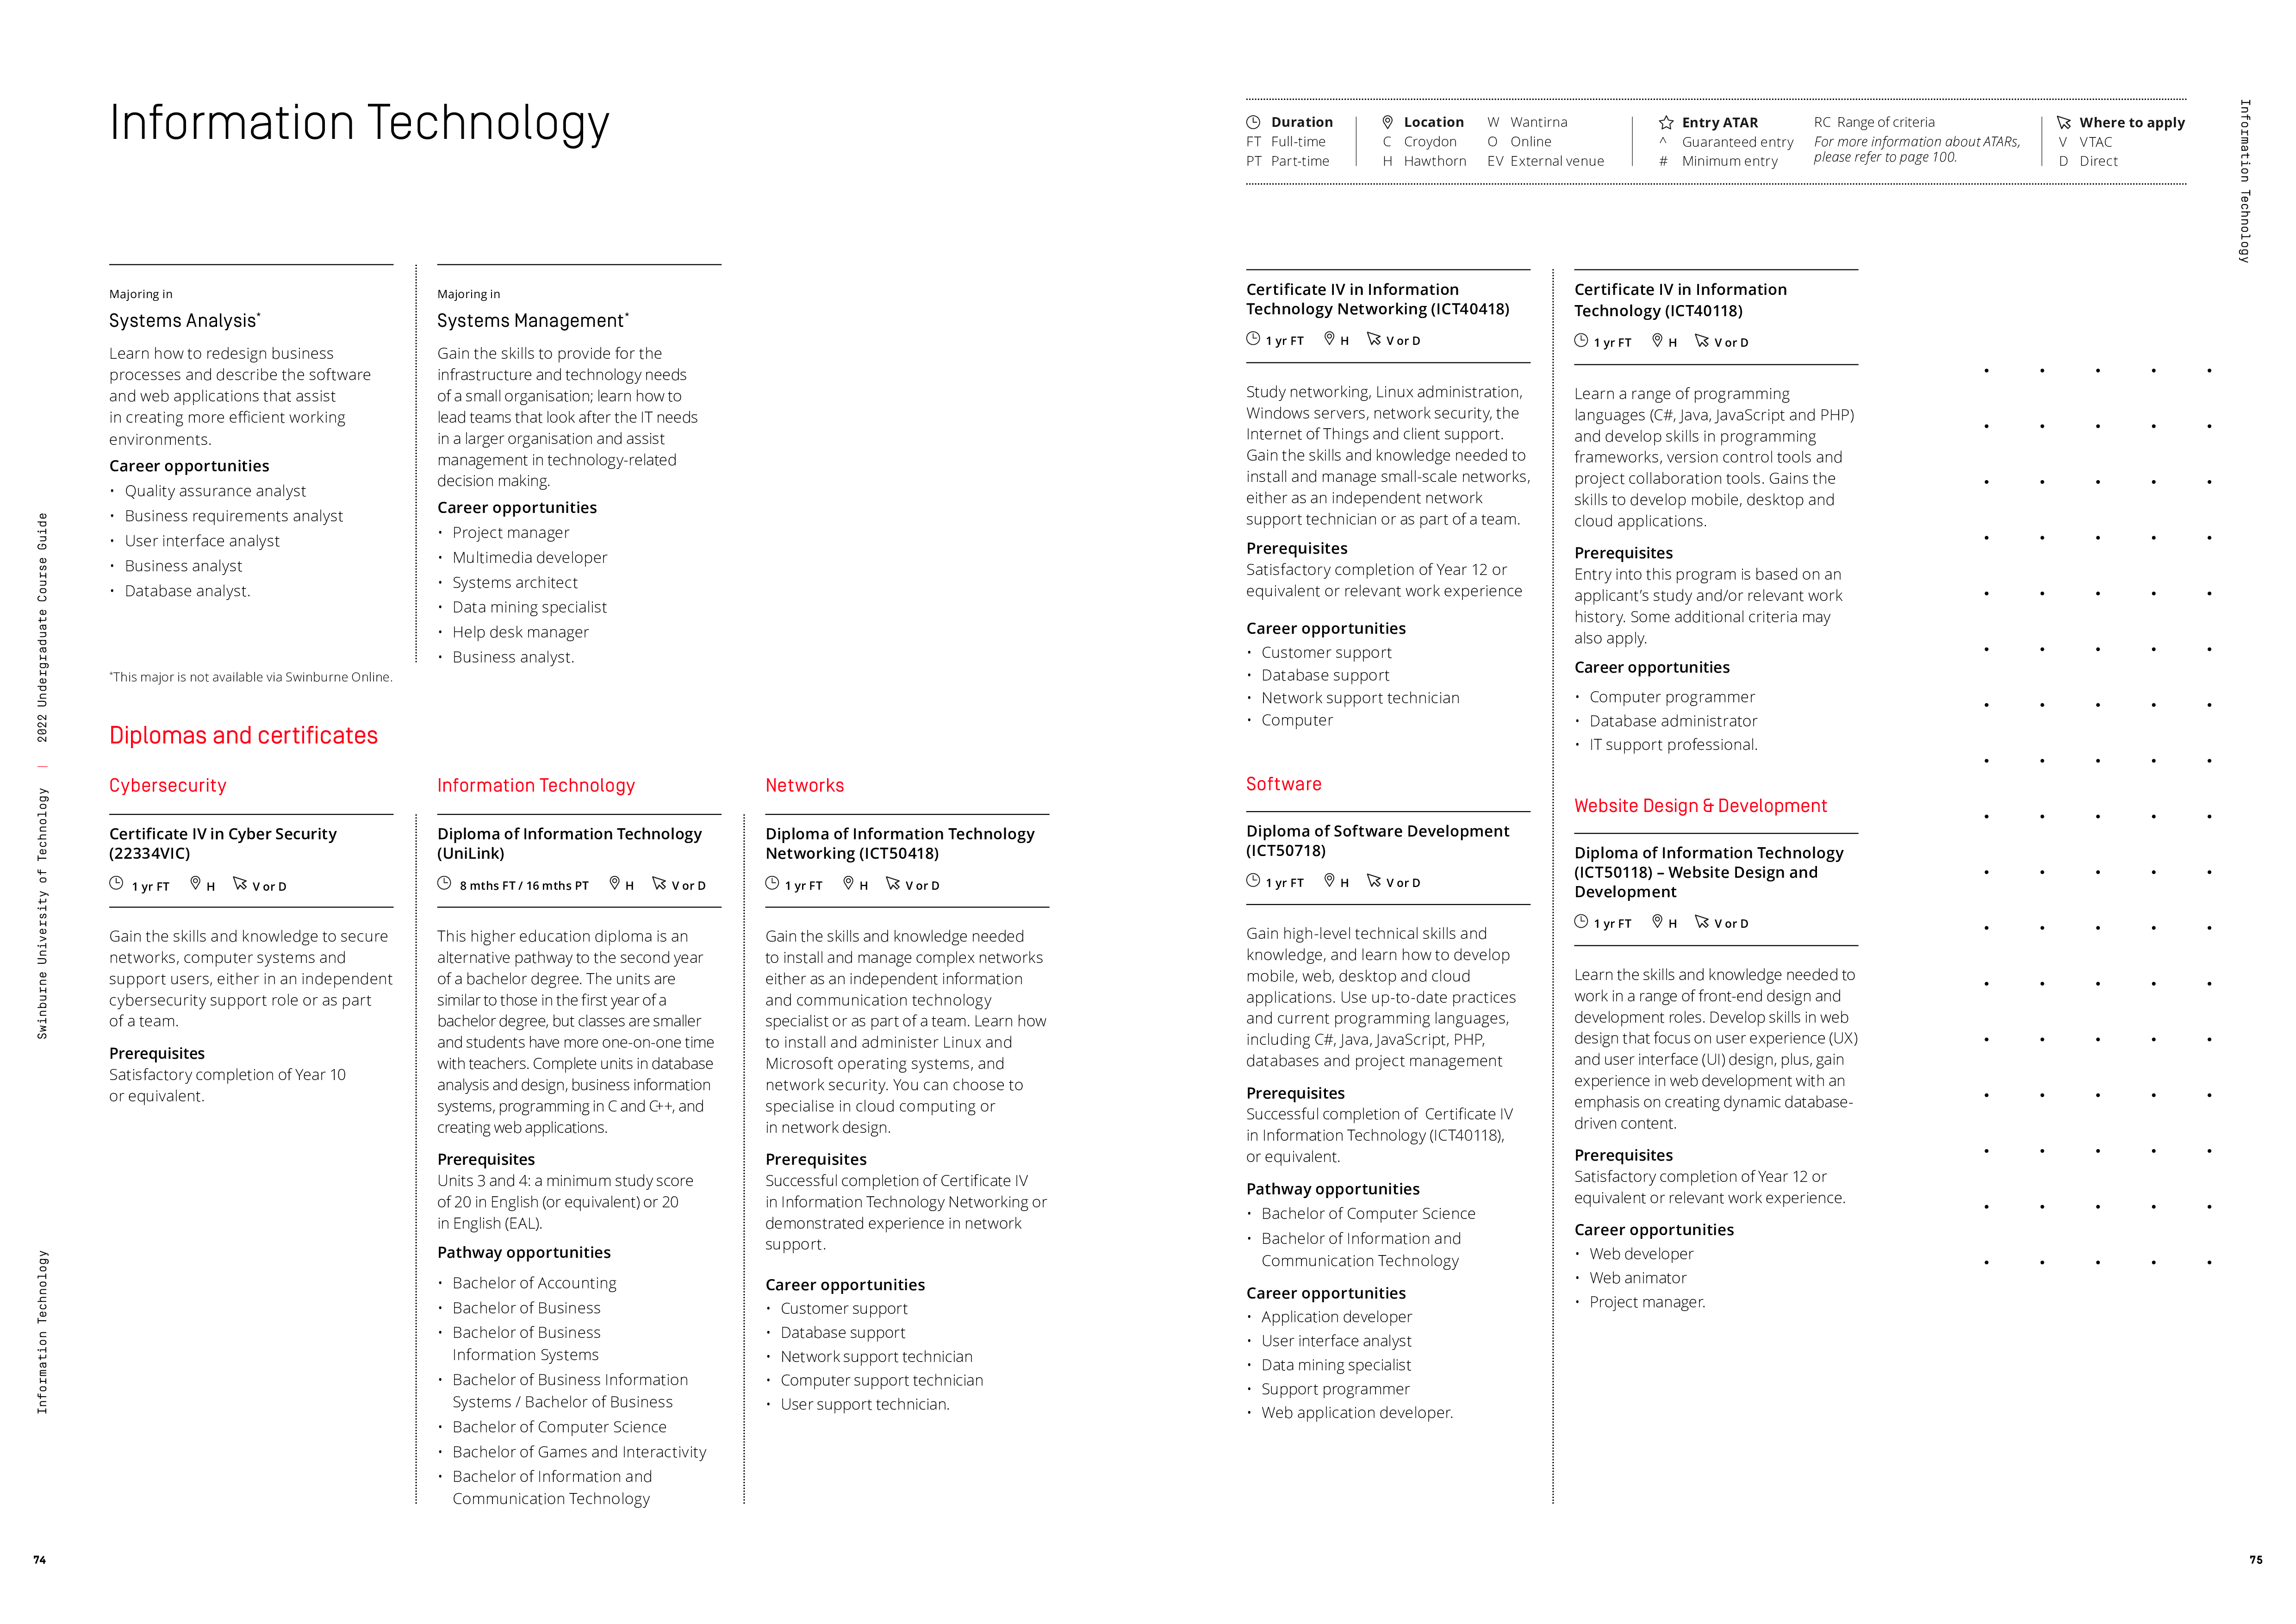 Information Technology
Majoring in
Systems Analysis*
Learn how to redesign business
processes and describe the software
and web applications that assist
in creating more efficient working
environments.
Career opportunities
• Quality assurance analyst
• Business requirements analyst
• User interface analyst
• Business analyst
• Database analyst.
*This major is not available via Swinburne Online.
Majoring in
Systems Management*
Gain the skills to provide for the
infrastructure and technology needs
of a small organisation; learn how to
lead teams that look after the IT needs
in a larger organisation and assist
management in technology-related
decision making.
Career opportunities
• Project manager
• Multimedia developer
• Systems architect
• Data mining specialist
• Help desk manager
• Business analyst.
Diplomas and certificates
Cybersecurity
Certificate IV in Cyber Security
(22334VIC)
1 yr FT H V or D
Gain the skills and knowledge to secure
networks, computer systems and
support users, either in an independent
cybersecurity support role or as part
of a team.
Prerequisites
Satisfactory completion of Year 10
or equivalent.
Information Technology
Diploma of Information Technology
(UniLink)
8 mths FT / 16 mths PT H V or D
This higher education diploma is an
alternative pathway to the second year
of a bachelor degree. The units are
similar to those in the first year of a
bachelor degree, but classes are smaller
and students have more one-on-one time
with teachers. Complete units in database
analysis and design, business information
systems, programming in C and C++, and
creating web applications.
Prerequisites
Units 3 and 4: a minimum study score
of 20 in English (or equivalent) or 20
in English (EAL).
Pathway opportunities
• Bachelor of Accounting
• Bachelor of Business
• Bachelor of Business
Information Systems
• Bachelor of Business Information
Systems / Bachelor of Business
• Bachelor of Computer Science
• Bachelor of Games and Interactivity
• Bachelor of Information and
Communication Technology
Networks
Diploma of Information Technology
Networking (ICT50418)
1 yr FT H V or D
Gain the skills and knowledge needed
to install and manage complex networks
either as an independent information
and communication technology
specialist or as part of a team. Learn how
to install and administer Linux and
Microsoft operating systems, and
network security. You can choose to
specialise in cloud computing or
in network design.
Prerequisites
Successful completion of Certificate IV
in Information Technology Networking or
demonstrated experience in network
support.
Career opportunities
• Customer support
• Database support
• Network support technician
• Computer support technician
• User support technician.
Swinburne University of Technology | 2022 Undergraduate Course Guide
Information Technology
74
Duration
FT Full-time
PT Part-time
Location
C Croydon
H Hawthorn
W Wantirna
O Online
EV External venue
Entry ATAR
^ Guaranteed entry
# Minimum entry
RC Range of criteria
For more information about ATARs,
please refer to page 100.
Where to apply
V VTAC
D Direct
Information Technology
Certificate IV in Information
Technology Networking (ICT40418)
1 yr FT H V or D
Study networking, Linux administration,
Windows servers, network security, the
Internet of Things and client support.
Gain the skills and knowledge needed to
install and manage small-scale networks,
either as an independent network
support technician or as part of a team.
Prerequisites
Satisfactory completion of Year 12 or
equivalent or relevant work experience
Career opportunities
• Customer support
• Database support
• Network support technician
• Computer
Software
Diploma of Software Development
(ICT50718)
1 yr FT H V or D
Gain high-level technical skills and
knowledge, and learn how to develop
mobile, web, desktop and cloud
applications. Use up-to-date practices
and current programming languages,
including C#, Java, JavaScript, PHP,
databases and project management
Prerequisites
Successful completion of Certificate IV
in Information Technology (ICT40118),
or equivalent.
Pathway opportunities
• Bachelor of Computer Science
• Bachelor of Information and
Communication Technology
Career opportunities
• Application developer
• User interface analyst
• Data mining specialist
• Support programmer
• Web application developer.
Certificate IV in Information
Technology (ICT40118)
1 yr FT H V or D
Learn a range of programming
languages (C#, Java, JavaScript and PHP)
and develop skills in programming
frameworks, version control tools and
project collaboration tools. Gains the
skills to develop mobile, desktop and
cloud applications.
Prerequisites
Entry into this program is based on an
applicant's study and/or relevant work
history. Some additional criteria may
also apply.
Career opportunities
• Computer programmer
• Database administrator
• IT support professional.
Website Design & Development
Diploma of Information Technology
(ICT50118) – Website Design and
Development
1 yr FT H V or D
Learn the skills and knowledge needed to
work in a range of front-end design and
development roles. Develop skills in web
design that focus on user experience (UX)
and user interface (UI) design, plus, gain
experience in web development with an
emphasis on creating dynamic database-
driven content.
Prerequisites
Satisfactory completion of Year 12 or
equivalent or relevant work experience.
Career opportunities
• Web developer
• Web animator
• Project manager.
75